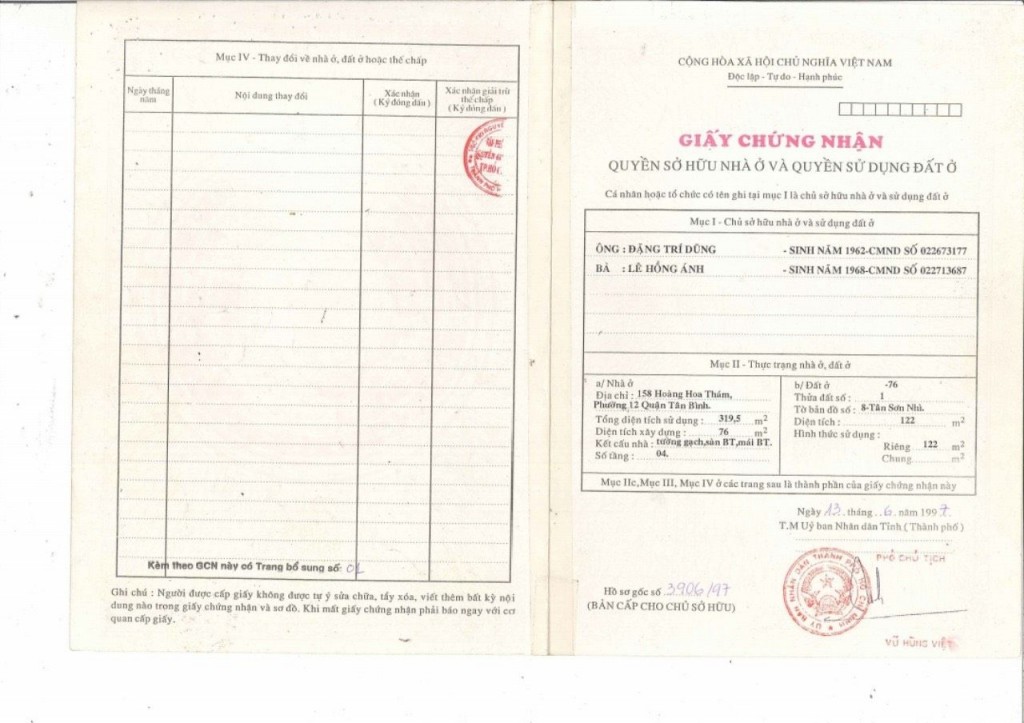 Mục IV - Thay đổi về nhà ở, đất ở hoặc thế chấp
Ngày tháng năm
Nội dung thay đổi
Xác nhận
( Ký đóng dấu )
Xác nhận giải trừ
thế chấp
( Ký đóng dấu )
Kèm theo GCN này có Trang bổ sung số: 01
Ghi chú : Người được cấp giấy không được tự ý sửa chữa, tẩy xóa, viết thêm bất kỳ nội
dung nào trong giấy chứng nhận và sơ đồ. Khi mất giấy chứng nhận phải báo ngay với cơ
quan cấp giấy.
CỘNG HÒA XÃ HỘI CHỦ NGHĨA VIỆT NAM
Độc lập - Tự do - Hạnh phúc
GIẤY CHỨNG NHẬN
QUYỀN SỞ HỮU NHÀ Ở VÀ QUYỀN SỬ DỤNG ĐẤT Ở
Cá nhân hoặc tổ chức có tên ghi tại mục I là chủ sở hữu nhà ở và sử dụng đất ở
Mục I - Chủ sở hữu nhà ở và sử dụng đất ở
ÔNG : ĐẶNG TRÍ DŨNG - SINH NĂM 1962-CMND SỐ 022673177
BÀ : LÊ HỒNG ÁNH - SINH NĂM 1968-CMND SỐ 022713687
Mục II - Thực trạng nhà ở, đất ở
a/ Nhà ở
Địa chỉ : 158 Hoàng Hoa Thám,
Phường 12 Quận Tân Bình.
Tổng diện tích sử dụng : 319,5 m2
Diện tích xây dựng : 76 m2
Kết cấu nhà : tường gạch,sàn BT,mái BT.
Số tầng : 04.
b/ Đất ở -76
Thửa đất số : 1
Tờ bản đồ số : 8-Tân Sơn Nhì.
Diện tích : 122 m2
Hình thức sử dụng :
Riêng 122 m2
Chung m2
Mục IIc,Mục III, Mục IV ở các trang sau là thành phần của giấy chứng nhận này
Ngày 13. tháng ..6. năm 1997.
T.M Uỷ ban Nhân dân Tỉnh ( Thành phố )
PHÓ CHỦ TỊCH
ỦY BAN NHÂN DÂN THÀNH PHỐ HỒ CHÍ MINH
Hồ sơ gốc số 3906/97
(BẢN CẤP CHO CHỦ SỞ HỮU)
VŨ HÙNG VIỆT